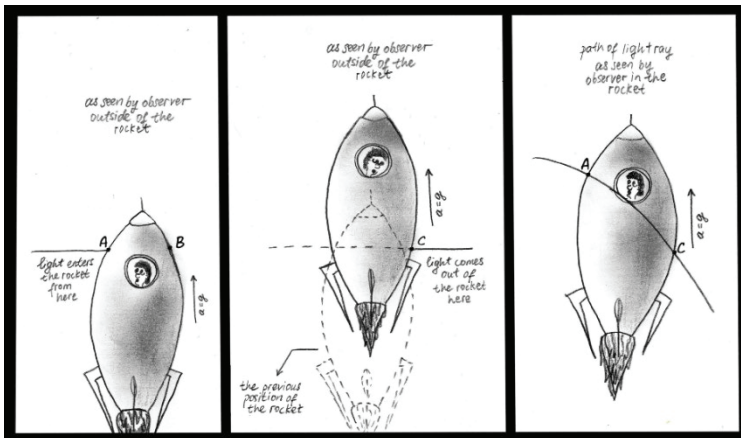 as seen by observer
outside of the
rocket
A
B
light enters
the rocket
from
here
a=g
as seen by observer
outside of the
rocket
a=g
C
light comes
out of
the rocket
here
the previous
position of
the rocket
path of light ray
as seen by
observer in the
rocket
A
a=g
C